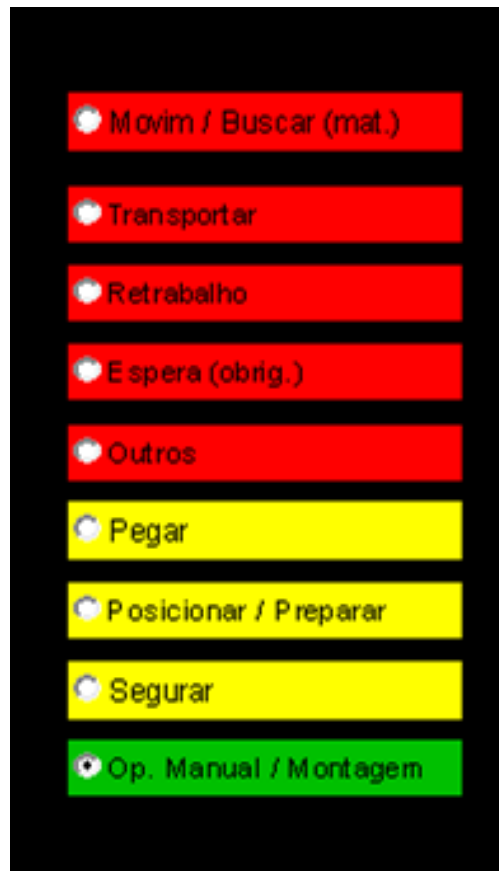 Movim / Buscar (mat.)
Transportar
Retrabalho
Espera (obrig.)
Outros
Pegar
Posicionar / Preparar
Segurar
Op. Manual / Montagem